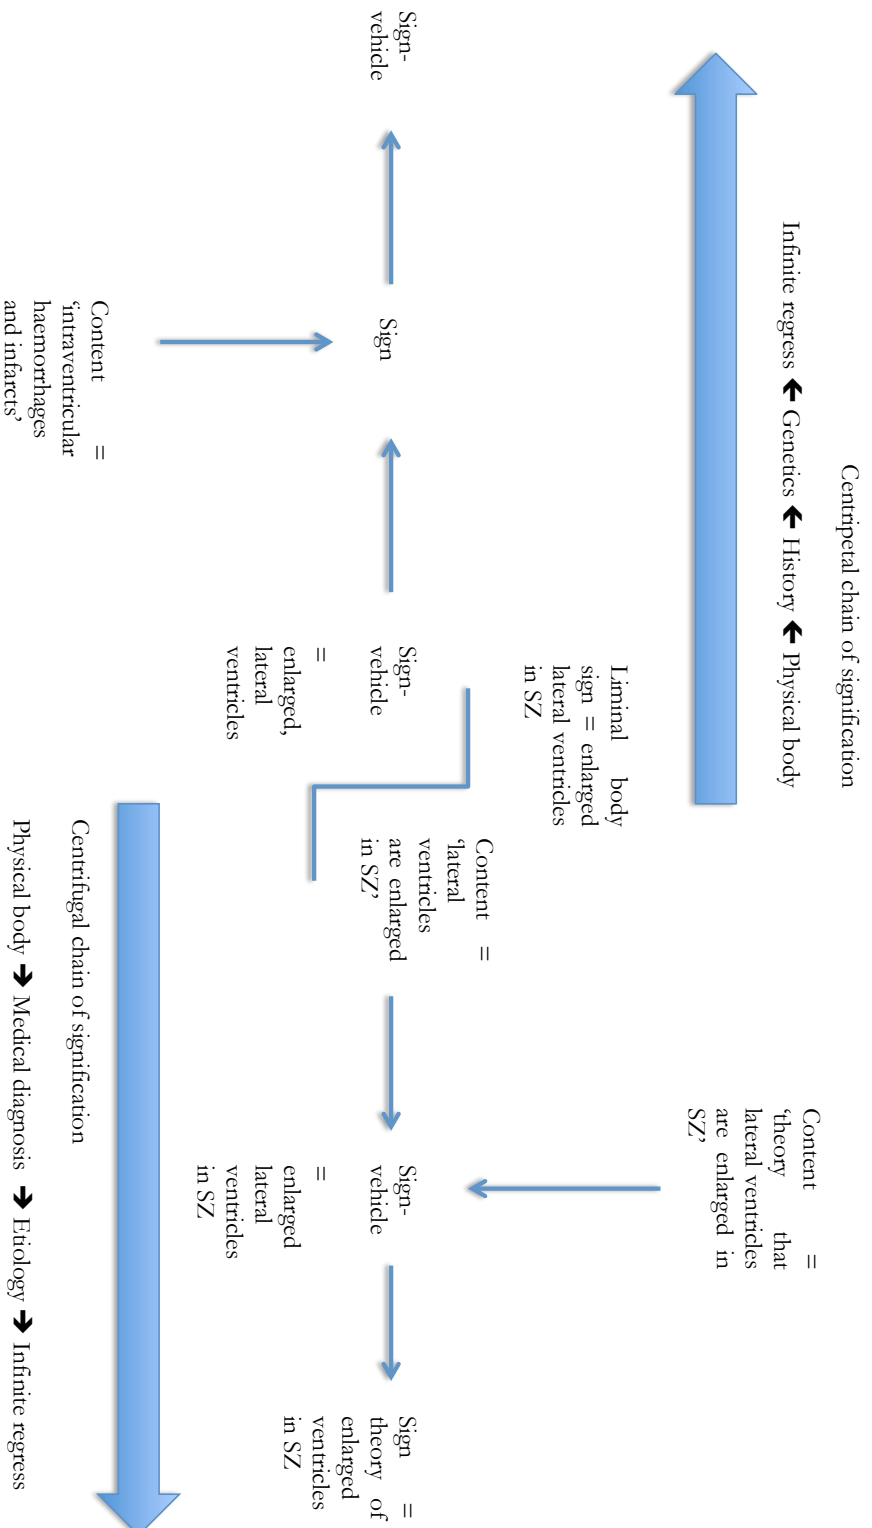 Centripetal chain of signification
Infinite regress 🡸 Genetics 🡸 History 🡸 Physical body
Content =
‘theory that
lateral ventricles
are enlarged in
SZ’
Liminal body
sign = enlarged
lateral ventricles
in SZ
Sign-
vehicle
Sign
Sign-
vehicle
=
enlarged,
lateral
ventricles
Content =
‘lateral
ventricles
are enlarged
in SZ’
Sign-
vehicle
=
enlarged
lateral
ventricles
in SZ
Sign =
theory of
enlarged
ventricles
in SZ
Content =
‘intraventricular
haemorrhages
and infarcts’
Centrifugal chain of signification
Physical body ➔ Medical diagnosis ➔ Etiology ➔ Infinite regress